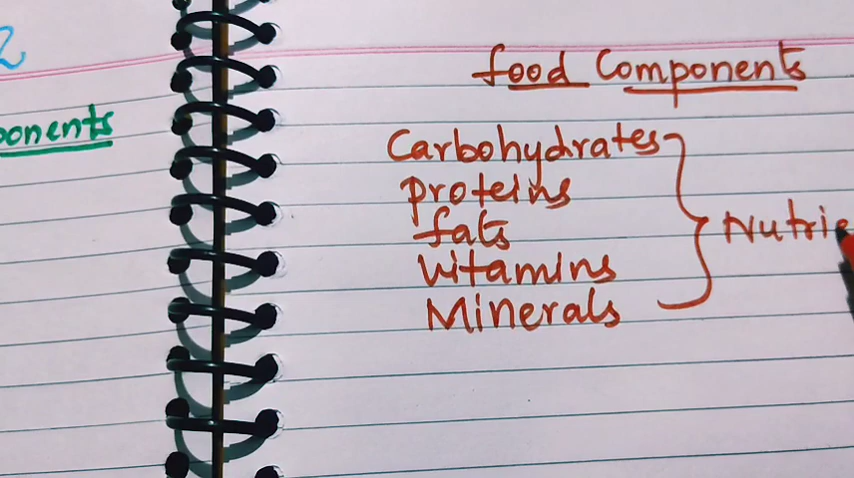 2
ponents
food Components
Carbohydrates
proteins
fats
vitamins
Minerals
Nutrie